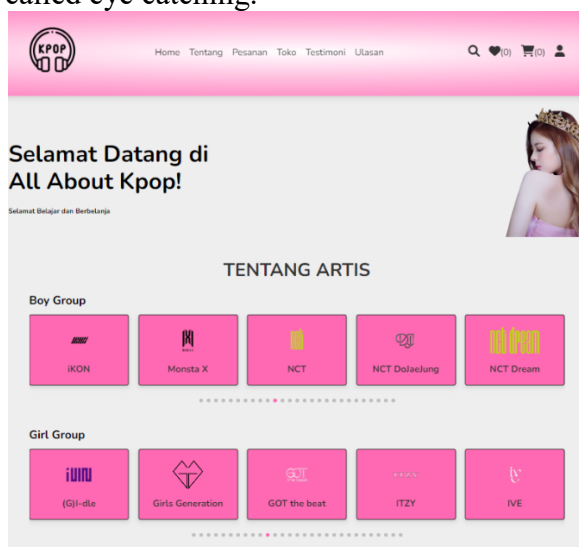 called eye catching.
KPOP
Home Tentang Pesanan Toko Testimoni Ulasan (0) (0)
Selamat Datang di
All About Kpop!
Selamat Belajar dan Berbelanja
TENTANG ARTIS
Boy Group
iKON Monsta X NCT NCT DoJaeJung NCT Dream
Girl Group
(G)I-dle Girls Generation GOT the beat ITZY IVE